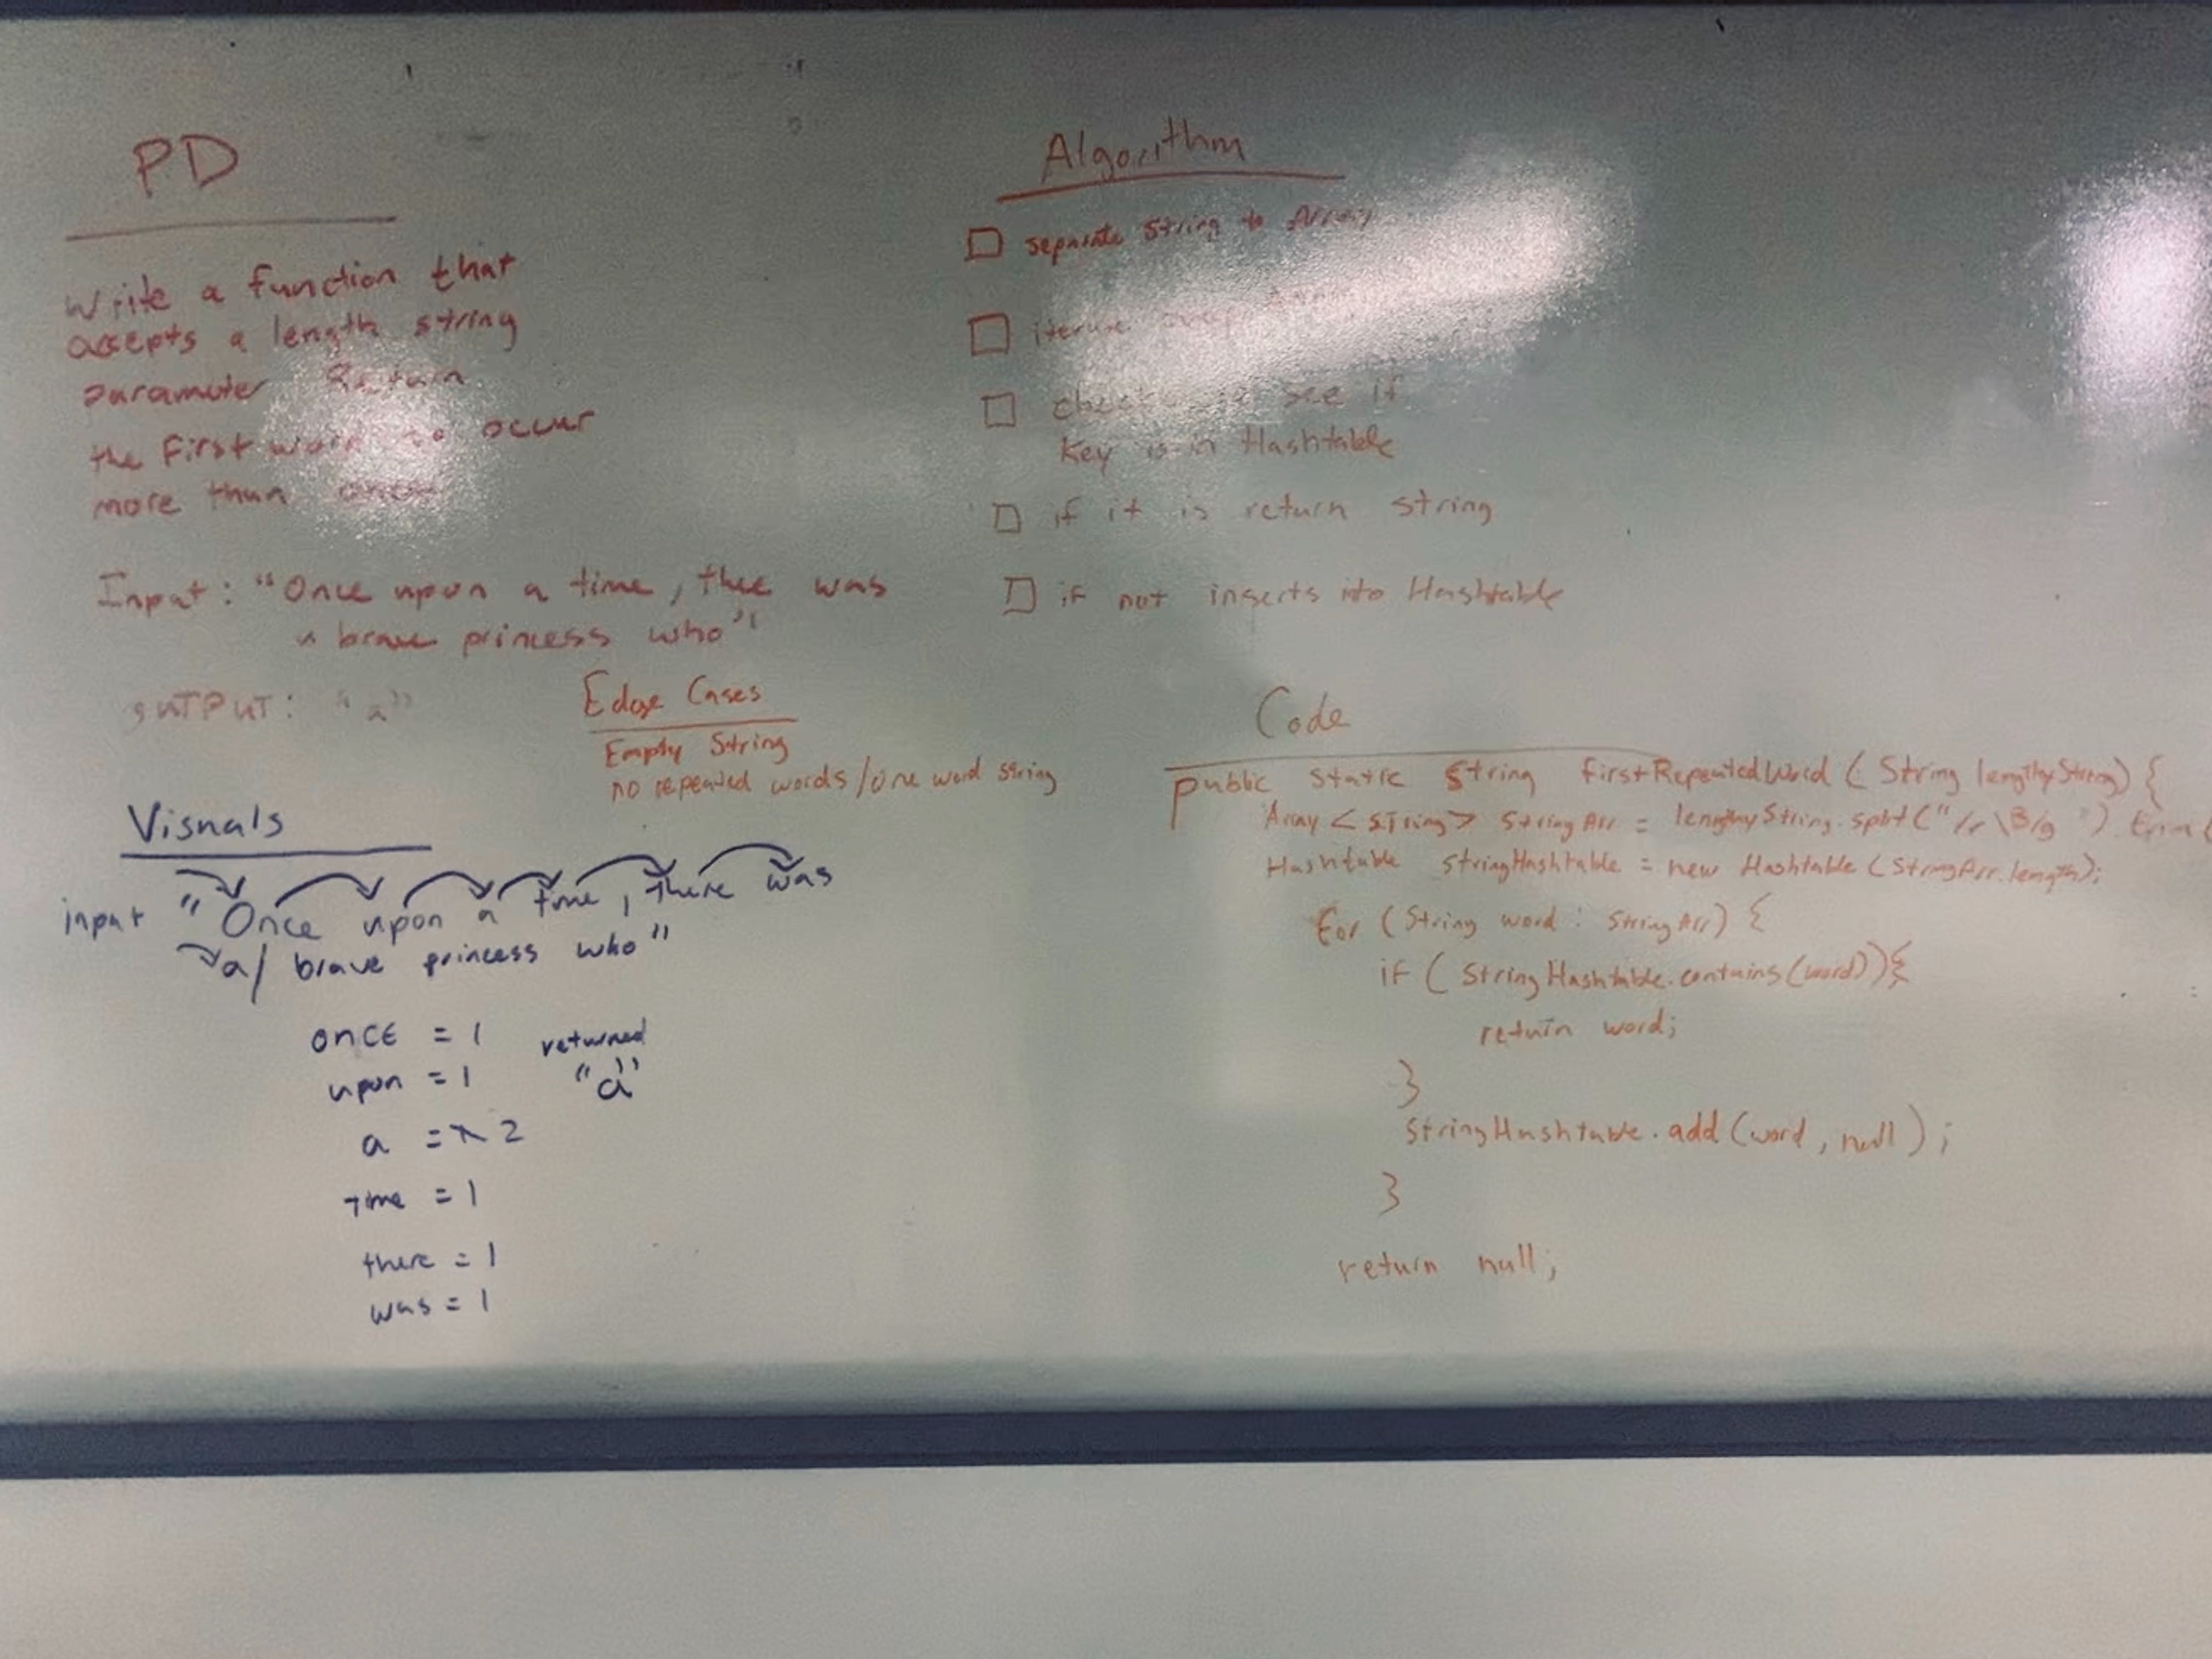 PD
Write a function that
accepts a length string
parameter Return
the first word to occur
more than once
Input: "Once upon a time, thee was
a brave princess who"
OUTPUT: "a"
Edge Cases
Empty String
no repeated words/one word string
Visuals
input "Once upon a time, there was
a/ brave princess who"
once = 1
upon = 1
a = 2
returned
"a"
time = 1
there = 1
was = 1
Algorithm
separate String to Array
iterate over
check to see if
Key is in Hashtable
if it is return string
if not inserts into Hashtable
Code
public static String firstRepeatedWord (String lengthyString) {
Array <String> StringArr = lengthyString.split("
Hashtable stringHashtable = new Hashtable (StringArr.length);
for (String word : StringArr) {
if ( StringHashtable.contains(word)){
return word;
}
StringHashtable.add(word, null);
}
return null;